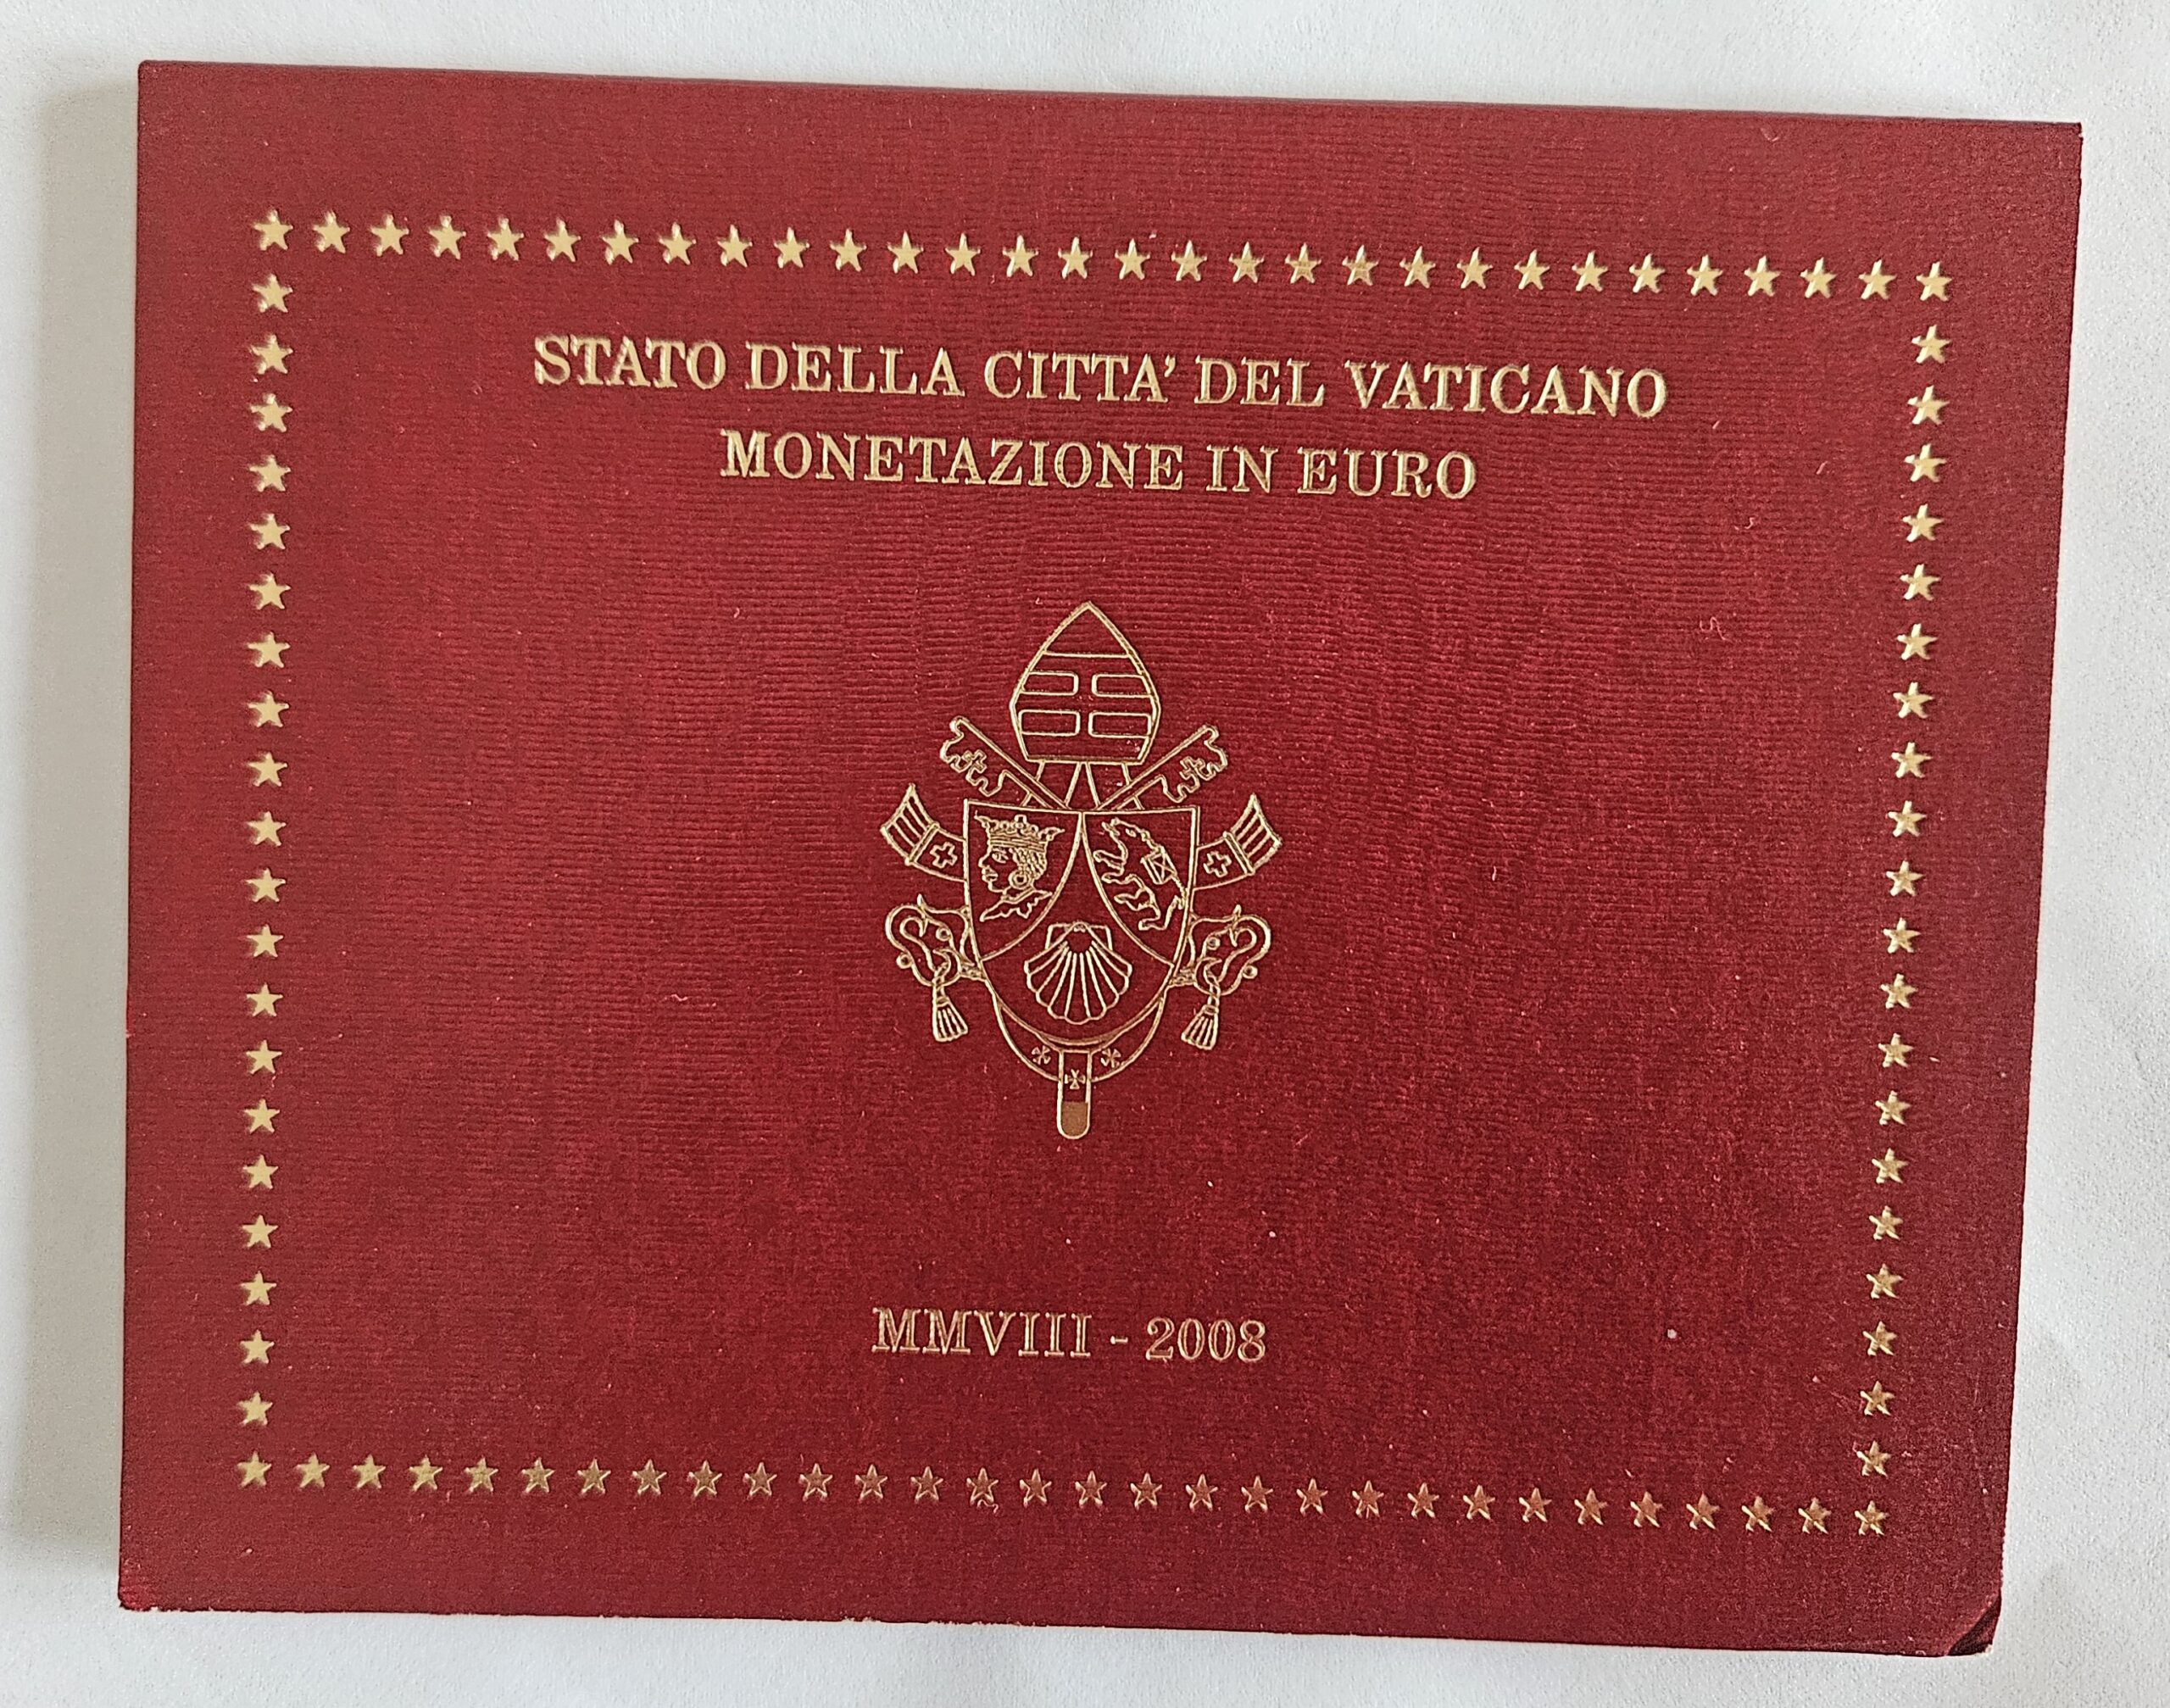 STATO DELLA CITTA' DEL VATICANO
MONETAZIONE IN EURO
MMVIII - 2008